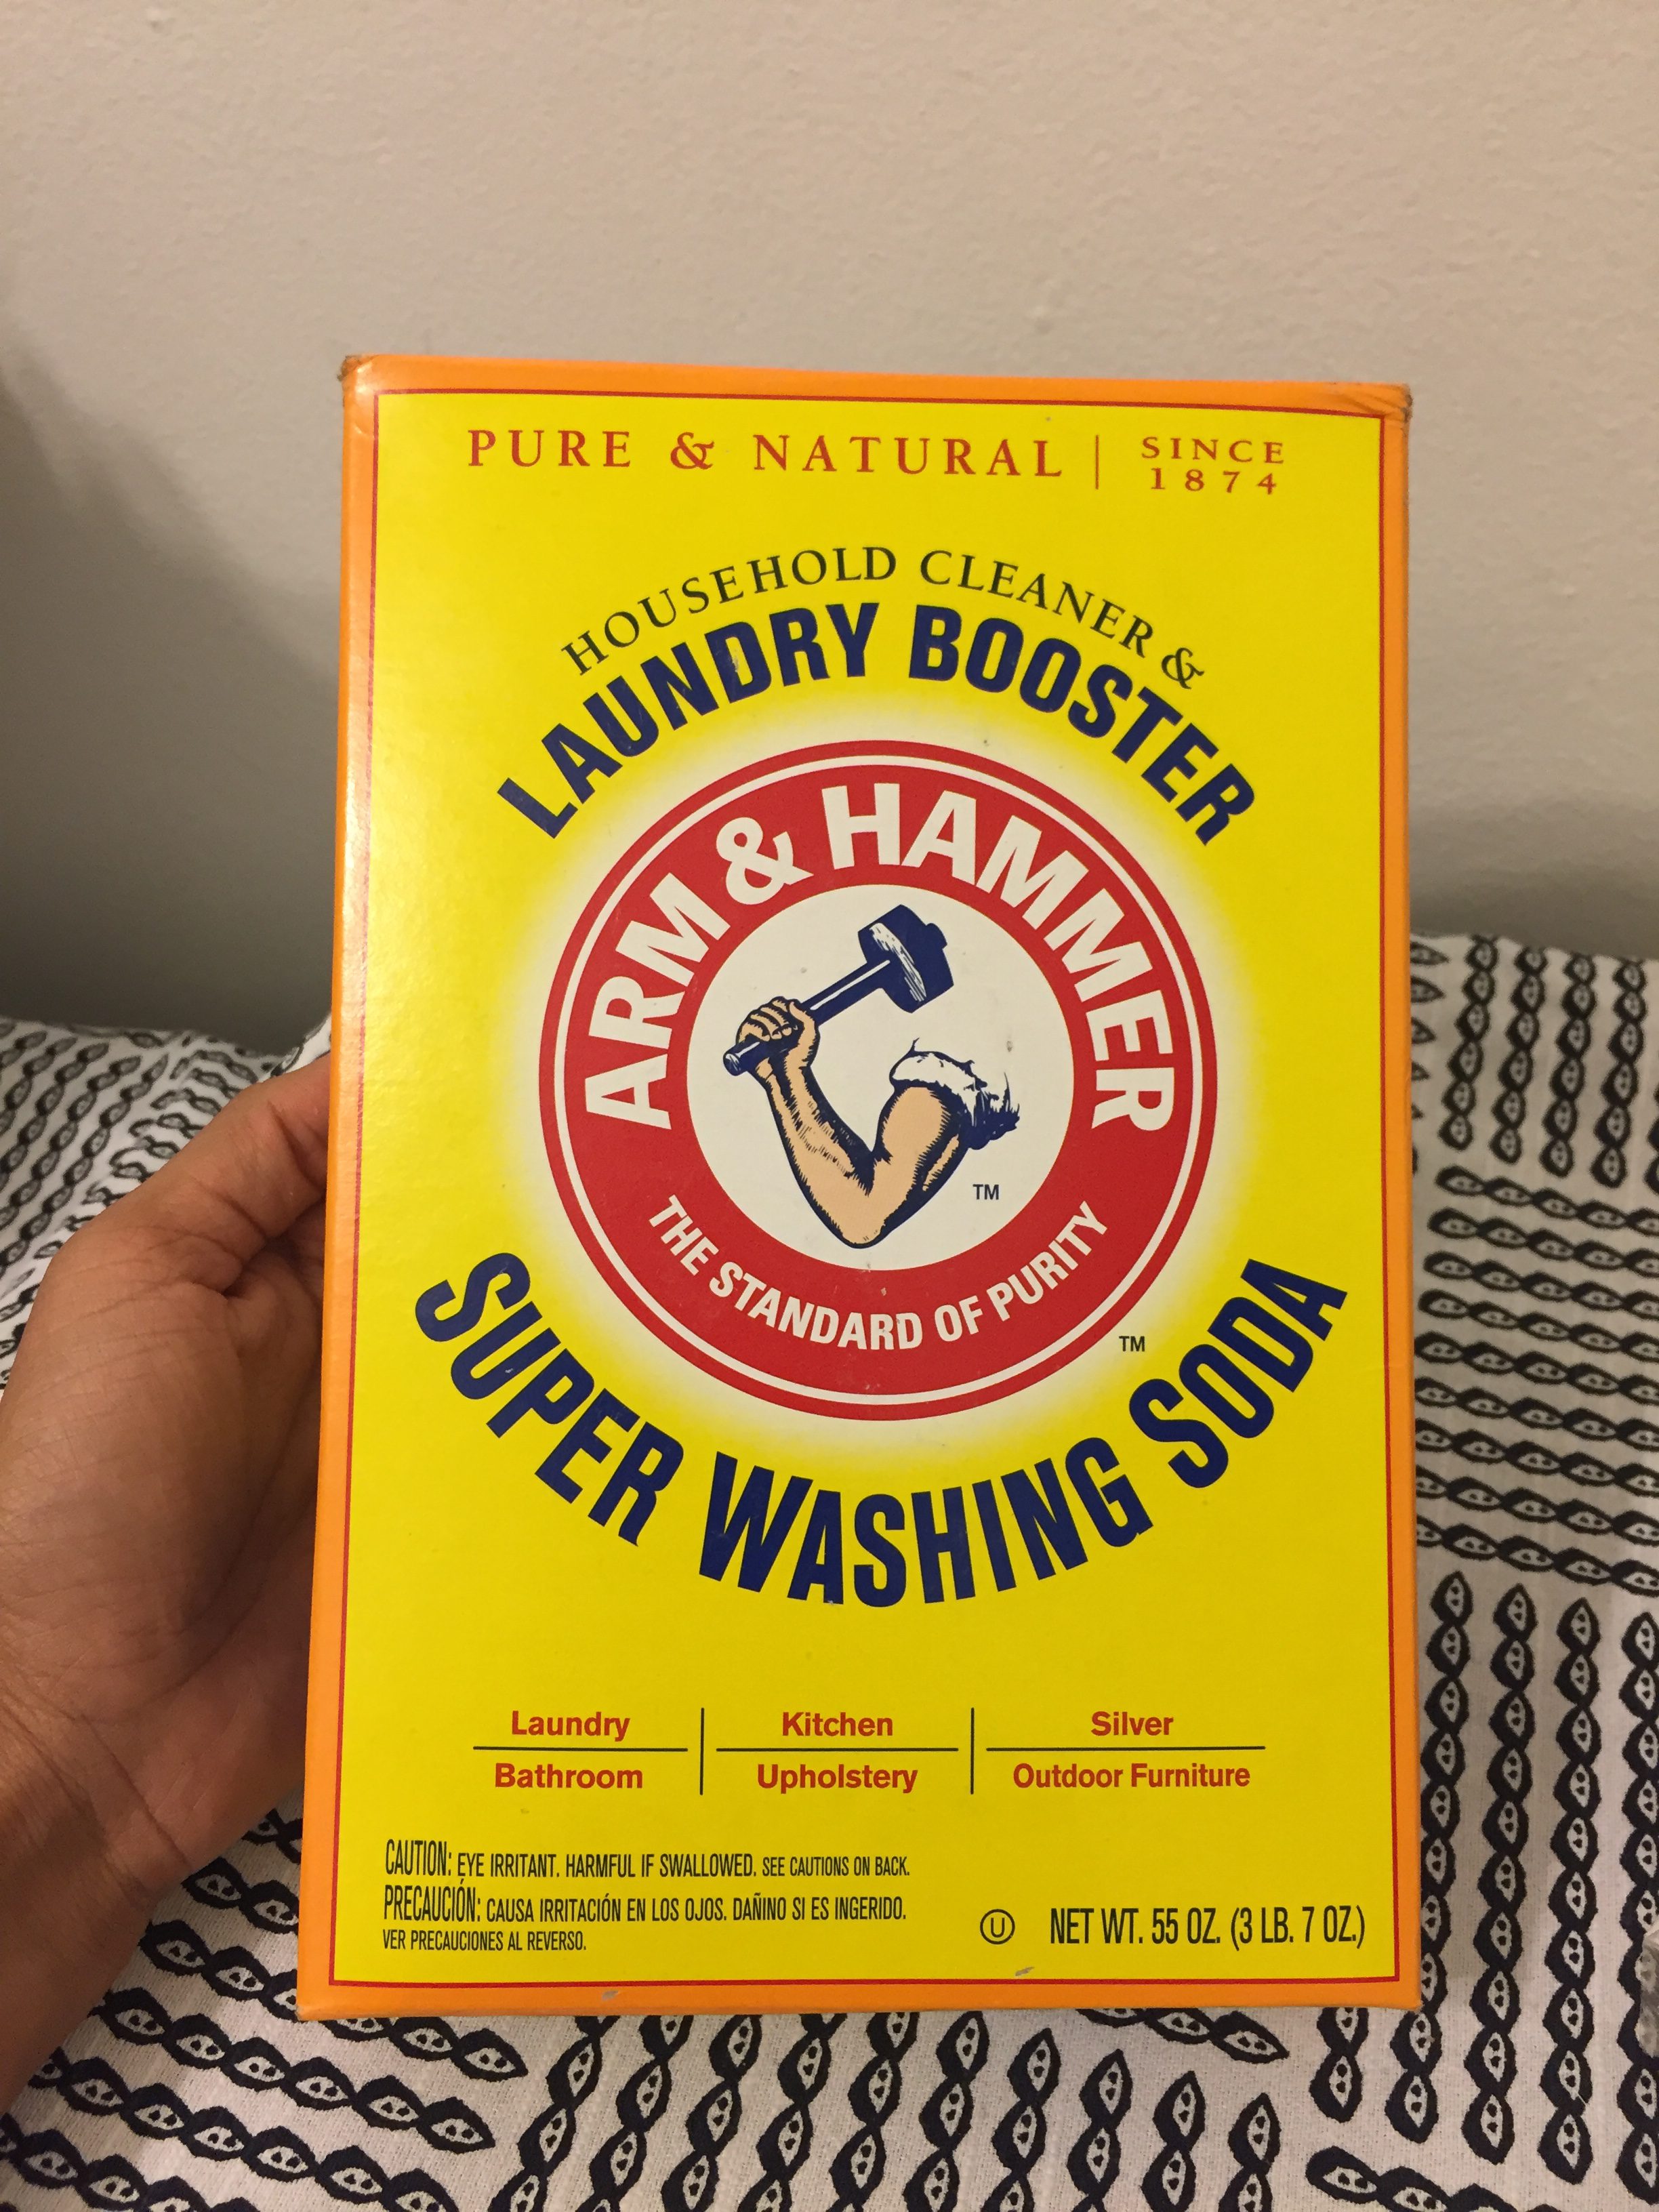 PURE & NATURAL | SINCE 1874
HOUSEHOLD CLEANER &
LAUNDRY BOOSTER
ARM & HAMMER
TM
THE STANDARD OF PURITY
TM
SUPER WASHING SODA
Laundry
Kitchen
Silver
Bathroom
Upholstery
Outdoor Furniture
CAUTION: EYE IRRITANT. HARMFUL IF SWALLOWED. SEE CAUTIONS ON BACK.
PRECAUCIÓN: CAUSA IRRITACIÓN EN LOS OJOS. DAÑINO SI ES INGERIDO.
VER PRECAUCIONES AL REVERSO.
Ⓤ NET WT. 55 OZ. (3 LB. 7 OZ.)